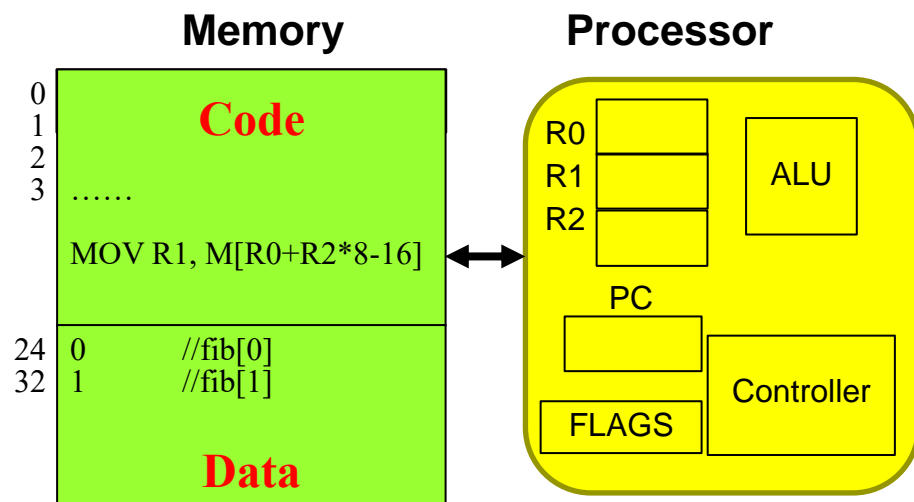 Memory
Processor
0
1
2
3
Code
……
MOV R1, M[R0+R2*8-16]
24 0 //fib[0]
32 1 //fib[1]
Data
R0
R1
R2
ALU
PC
Controller
FLAGS